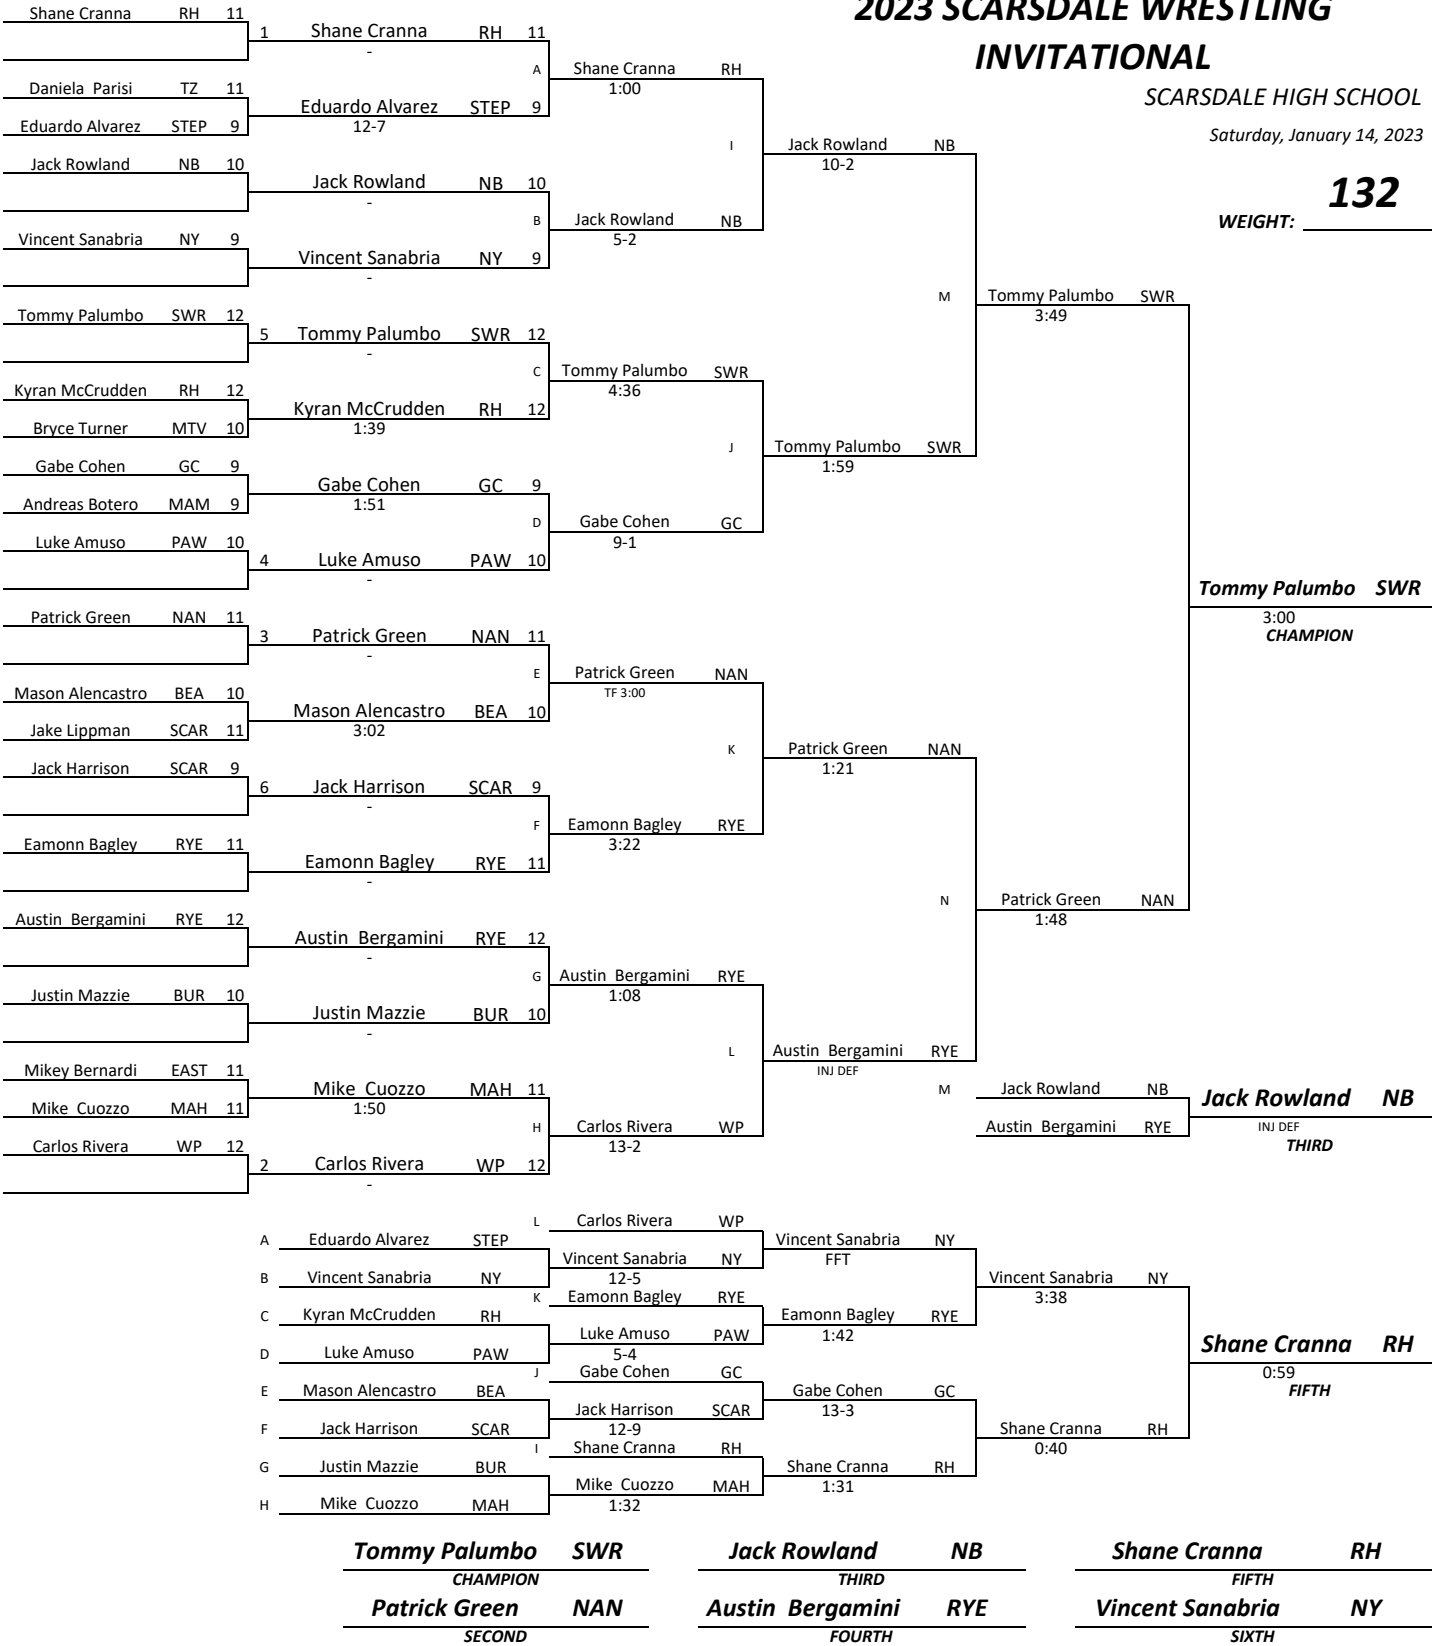 2023 SCARSDALE WRESTLING
INVITATIONAL
SCARSDALE HIGH SCHOOL
Saturday, January 14, 2023
132
WEIGHT:
Shane Cranna RH 11
1 Shane Cranna RH 11
-
A Shane Cranna RH
1:00
Daniela Parisi TZ 11
Eduardo Alvarez STEP 9
12-7
Eduardo Alvarez STEP 9
I Jack Rowland NB
10-2
Jack Rowland NB 10
Jack Rowland NB 10
-
B Jack Rowland NB
5-2
Vincent Sanabria NY 9
Vincent Sanabria NY 9
-
M Tommy Palumbo SWR
3:49
Tommy Palumbo SWR 12
5 Tommy Palumbo SWR 12
-
C Tommy Palumbo SWR
4:36
Kyran McCrudden RH 12
Kyran McCrudden RH 12
1:39
Bryce Turner MTV 10
J Tommy Palumbo SWR
1:59
Gabe Cohen GC 9
Gabe Cohen GC 9
1:51
Andreas Botero MAM 9
D Gabe Cohen GC
9-1
Luke Amuso PAW 10
4 Luke Amuso PAW 10
-
Tommy Palumbo SWR
3:00
CHAMPION
Patrick Green NAN 11
3 Patrick Green NAN 11
-
E Patrick Green NAN
TF 3:00
Mason Alencastro BEA 10
Mason Alencastro BEA 10
3:02
Jake Lippman SCAR 11
K Patrick Green NAN
1:21
Jack Harrison SCAR 9
6 Jack Harrison SCAR 9
-
F Eamonn Bagley RYE
3:22
Eamonn Bagley RYE 11
Eamonn Bagley RYE 11
-
N Patrick Green NAN
1:48
Austin Bergamini RYE 12
Austin Bergamini RYE 12
-
G Austin Bergamini RYE
1:08
Justin Mazzie BUR 10
Justin Mazzie BUR 10
-
L Austin Bergamini RYE
INJ DEF
Mikey Bernardi EAST 11
Mike Cuozzo MAH 11
1:50
Mike Cuozzo MAH 11
H Carlos Rivera WP
13-2
Carlos Rivera WP 12
2 Carlos Rivera WP 12
-
M Jack Rowland NB
Austin Bergamini RYE
Jack Rowland NB
INJ DEF
THIRD
L Carlos Rivera WP
A Eduardo Alvarez STEP
Vincent Sanabria NY
FFT
Vincent Sanabria NY
12-5
B Vincent Sanabria NY
Vincent Sanabria NY
3:38
K Eamonn Bagley RYE
C Kyran McCrudden RH
Eamonn Bagley RYE
1:42
Luke Amuso PAW
5-4
D Luke Amuso PAW
Shane Cranna RH
0:59
FIFTH
J Gabe Cohen GC
E Mason Alencastro BEA
Gabe Cohen GC
13-3
Jack Harrison SCAR
12-9
F Jack Harrison SCAR
Shane Cranna RH
0:40
I Shane Cranna RH
G Justin Mazzie BUR
Shane Cranna RH
1:31
Mike Cuozzo MAH
1:32
H Mike Cuozzo MAH
Tommy Palumbo SWR Jack Rowland NB Shane Cranna RH
CHAMPION THIRD FIFTH
Patrick Green NAN Austin Bergamini RYE Vincent Sanabria NY
SECOND FOURTH SIXTH